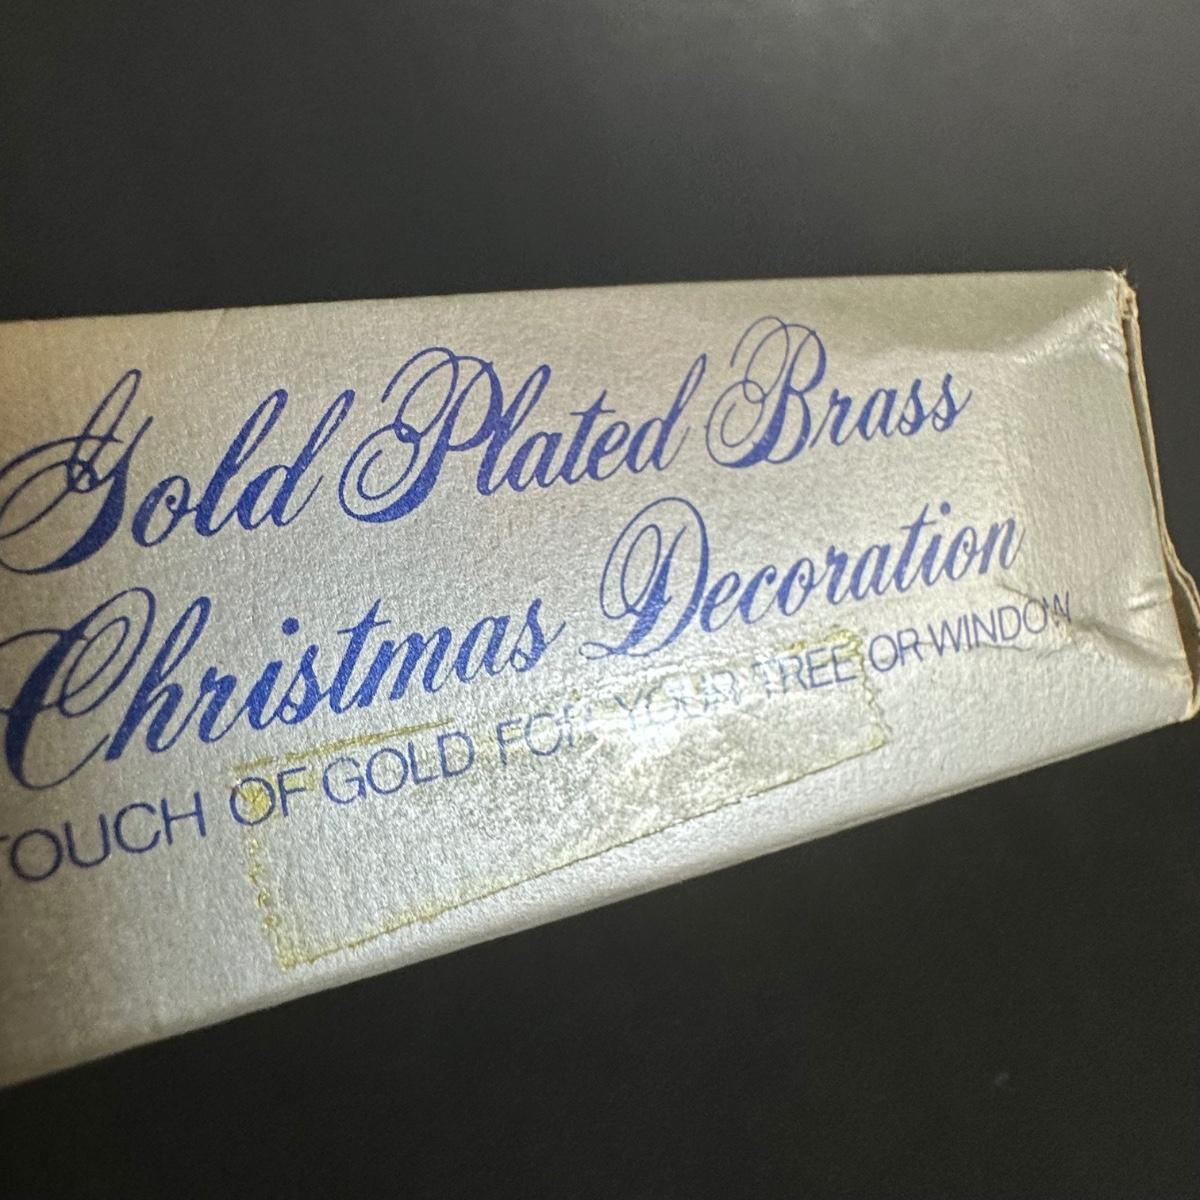 Gold Plated Brass
Christmas Decoration
TOUCH OF GOLD FOR YOUR TREE OR WINDOW